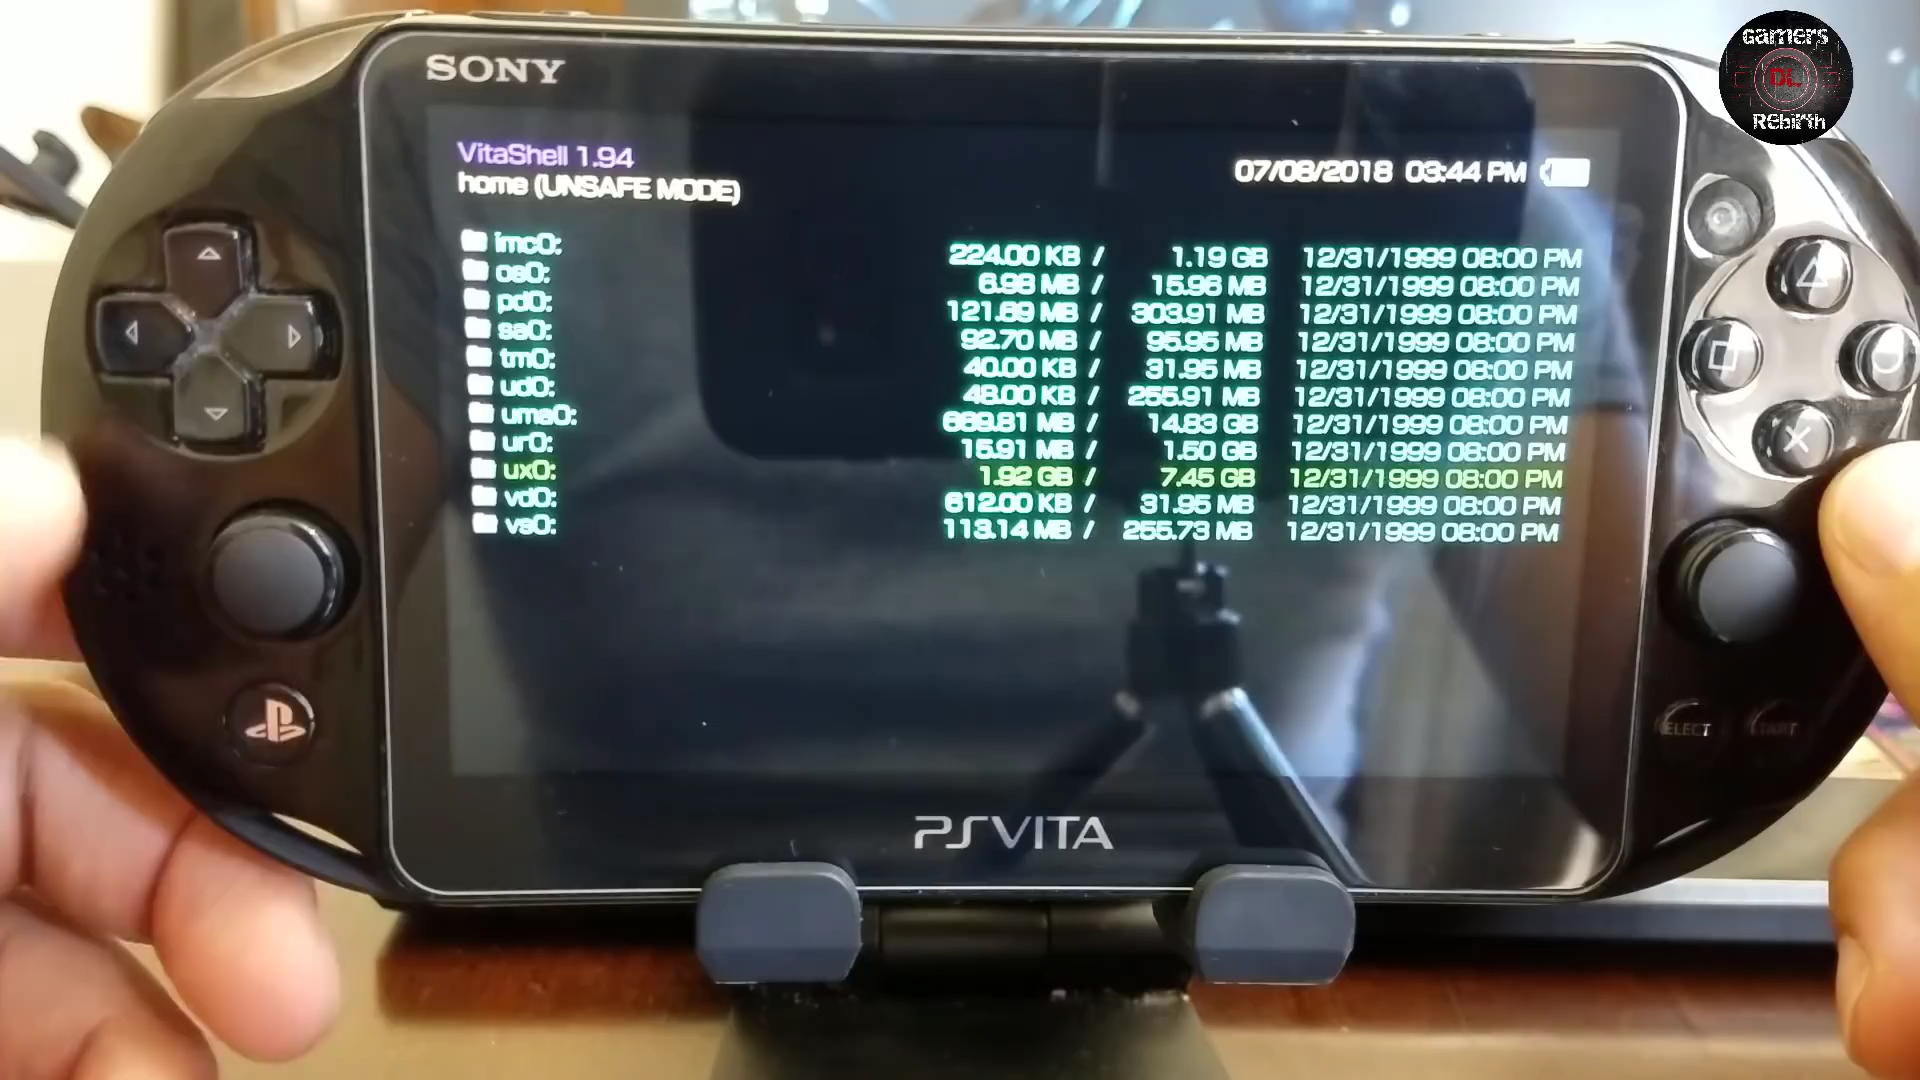 SONY
GamerS
DL
REbirth
VitaShell 1.94
07/08/2018 03:44 PM
home (UNSAFE MODE)
imc0: 224.00 KB / 1.19 GB 12/31/1999 08:00 PM
os0: 6.98 MB / 15.96 MB 12/31/1999 08:00 PM
pd0: 121.89 MB / 303.91 MB 12/31/1999 08:00 PM
sa0: 92.70 MB / 95.95 MB 12/31/1999 08:00 PM
tm0: 40.00 KB / 31.95 MB 12/31/1999 08:00 PM
ud0: 48.00 KB / 255.91 MB 12/31/1999 08:00 PM
uma0: 689.81 MB / 14.83 GB 12/31/1999 08:00 PM
ur0: 15.91 MB / 1.50 GB 12/31/1999 08:00 PM
ux0: 1.92 GB / 7.45 GB 12/31/1999 08:00 PM
vd0: 612.00 KB / 31.95 MB 12/31/1999 08:00 PM
vs0: 113.14 MB / 255.73 MB 12/31/1999 08:00 PM
PSVITA